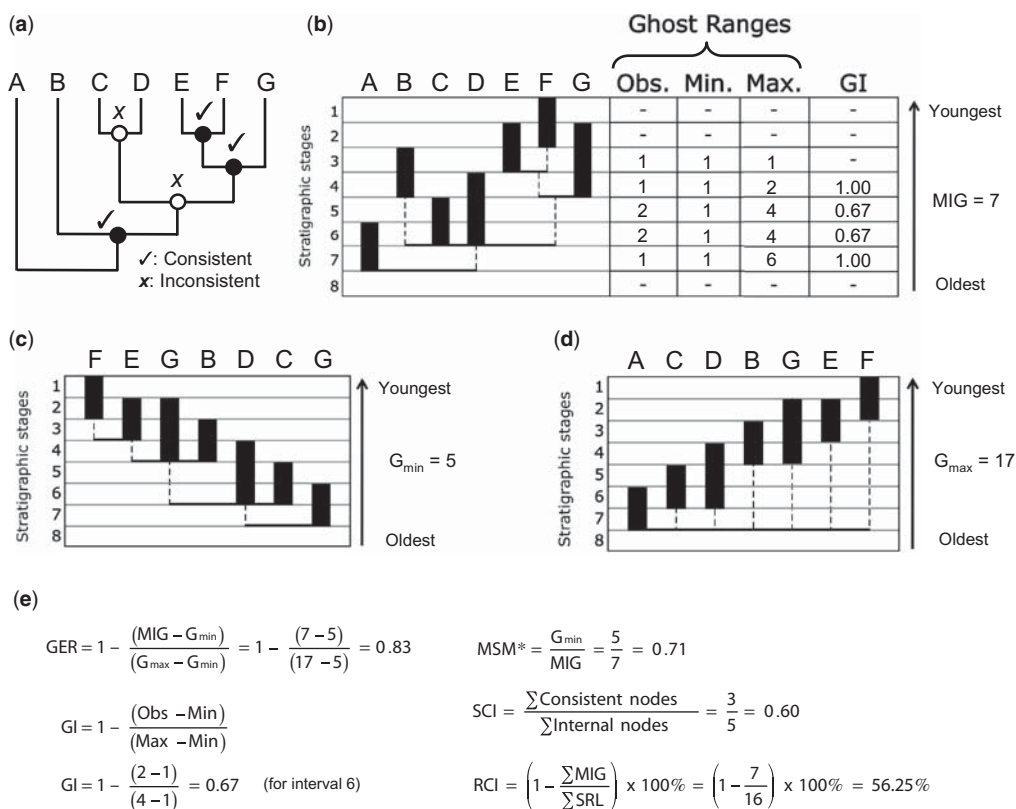 (a)
A B C D E F G
x ✓ ✓
x
✓
✓: Consistent
x: Inconsistent
(b)
Ghost Ranges
A B C D E F G Obs. Min. Max. GI
Stratigraphic stages
1 - - - -
2 - - - -
3 1 1 1 -
4 1 1 2 1.00
5 2 1 4 0.67
6 2 1 4 0.67
7 1 1 6 1.00
8 - - - -
Youngest
MIG = 7
Oldest
(c)
F E G B D C G
Stratigraphic stages
1
2
3
4
5
6
7
8
Youngest
Gmin = 5
Oldest
(d)
A C D B G E F
Stratigraphic stages
1
2
3
4
5
6
7
8
Youngest
Gmax = 17
Oldest
(e)
GER = 1 − (MIG − Gmin) / (Gmax − Gmin) = 1 − (7 − 5) / (17 − 5) = 0.83
MSM* = Gmin / MIG = 5 / 7 = 0.71
GI = 1 − (Obs − Min) / (Max − Min)
SCI = ∑Consistent nodes / ∑Internal nodes = 3 / 5 = 0.60
GI = 1 − (2 − 1) / (4 − 1) = 0.67 (for interval 6)
RCI = (1 − ∑MIG / ∑SRL) x 100% = (1 − 7 / 16) x 100% = 56.25%